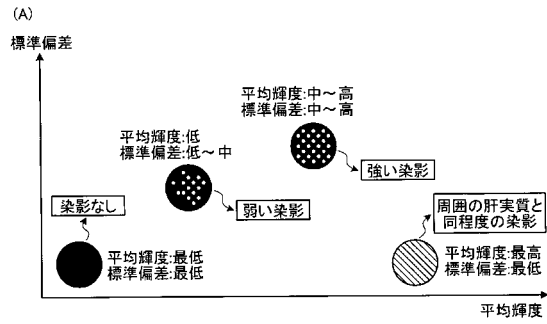 (A)
標準偏差
平均輝度:中~高
標準偏差:中~高
平均輝度:低
標準偏差:低~中
強い染影
染影なし
弱い染影
周囲の肝実質と
同程度の染影
平均輝度:最低
標準偏差:最低
平均輝度:最高
標準偏差:最低
平均輝度